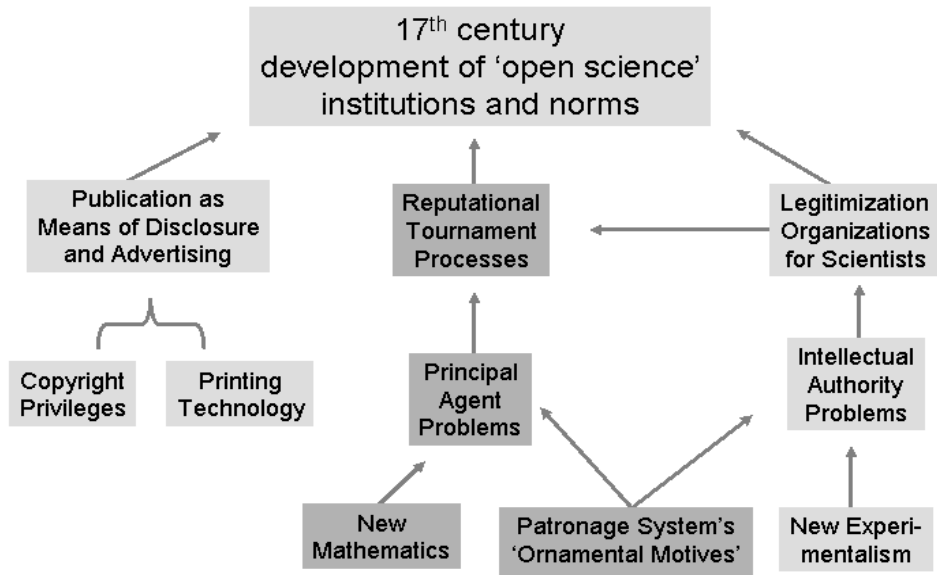 17th century
development of ‘open science’
institutions and norms
Publication as
Means of Disclosure
and Advertising
Reputational
Tournament
Processes
Legitimization
Organizations
for Scientists
Copyright
Privileges
Printing
Technology
Principal
Agent
Problems
Intellectual
Authority
Problems
New
Mathematics
Patronage System’s
‘Ornamental Motives’
New Experi-
mentalism